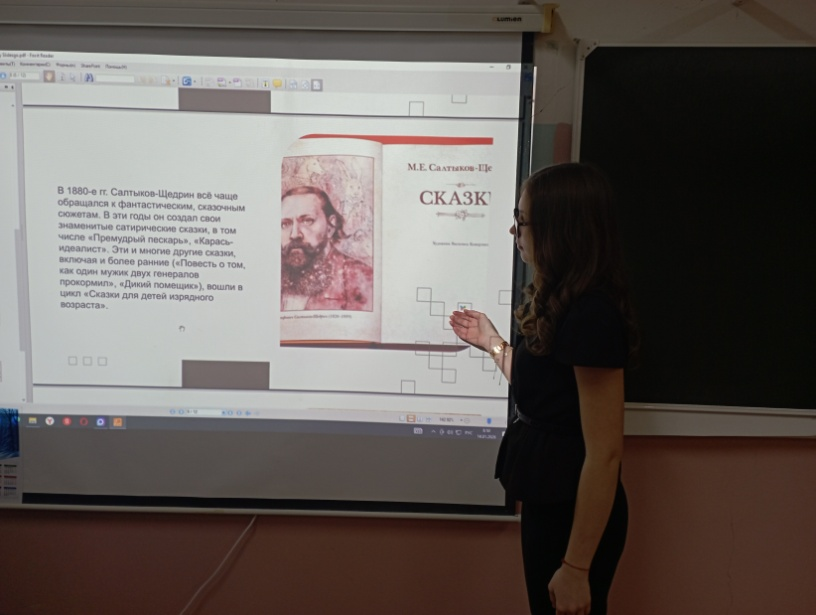 Lumien
В 1880-е гг. Салтыков-Щедрин всё чаще
обращался к фантастическим, сказочным
сюжетам. В эти годы он создал свои
знаменитые сатирические сказки, в том
числе «Премудрый пескарь», «Карась-
идеалист». Эти и многие другие сказки,
включая и более ранние («Повесть о том,
как один мужик двух генералов
прокормил», «Дикий помещик»), вошли в
цикл «Сказки для детей изрядного
возраста».
М.Е. Салтыков-Ще
СКАЗК